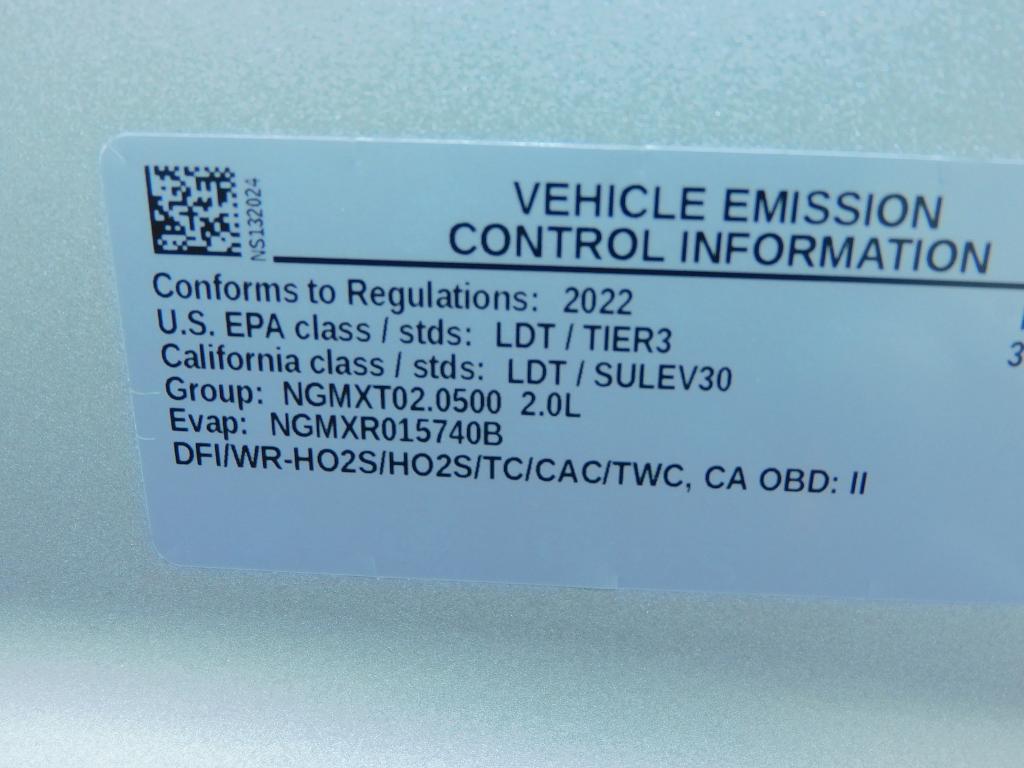 NS132024
VEHICLE EMISSION
CONTROL INFORMATION
Conforms to Regulations: 2022
U.S. EPA class / stds: LDT / TIER3
California class / stds: LDT / SULEV30
Group: NGMXT02.0500 2.0L
Evap: NGMXR015740B
DFI/WR-HO2S/HO2S/TC/CAC/TWC, CA OBD: II
3